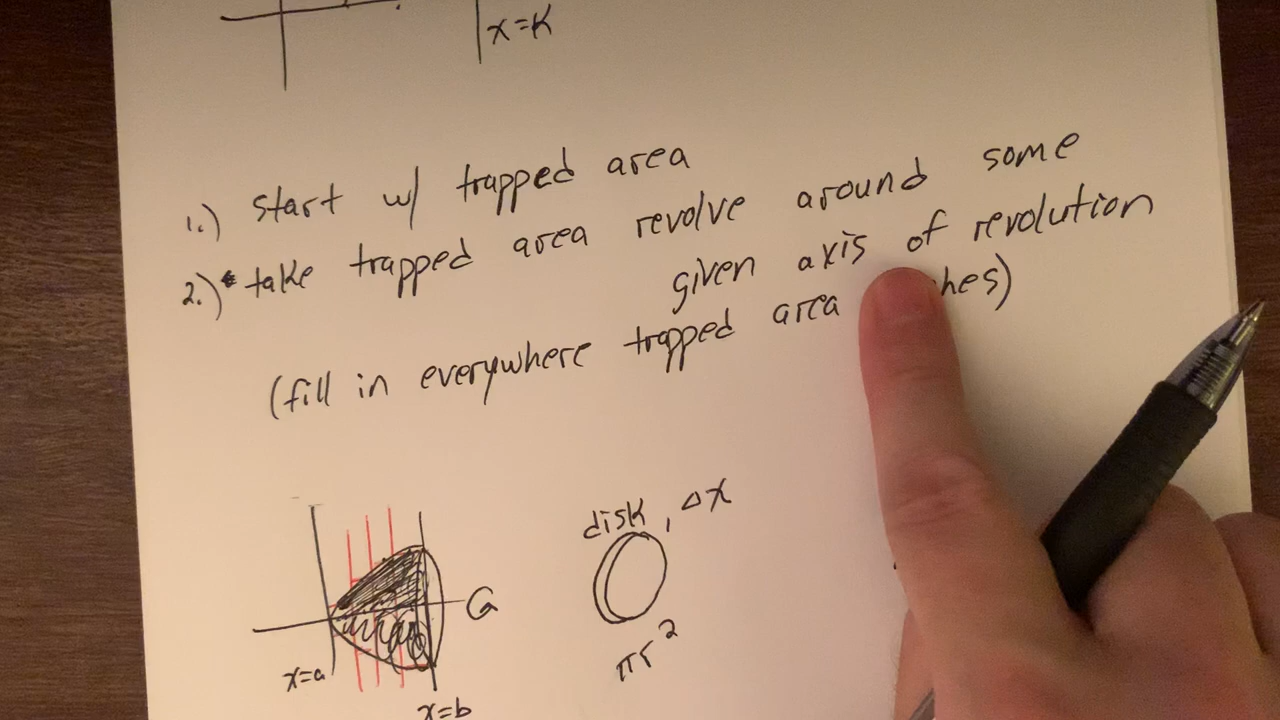 x=K
1.) start w/ trapped area
2.) * take trapped area revolve around some
given axis of revolution
(fill in everywhere trapped area hes)
disk, Δx
πr²
x=a
x=b